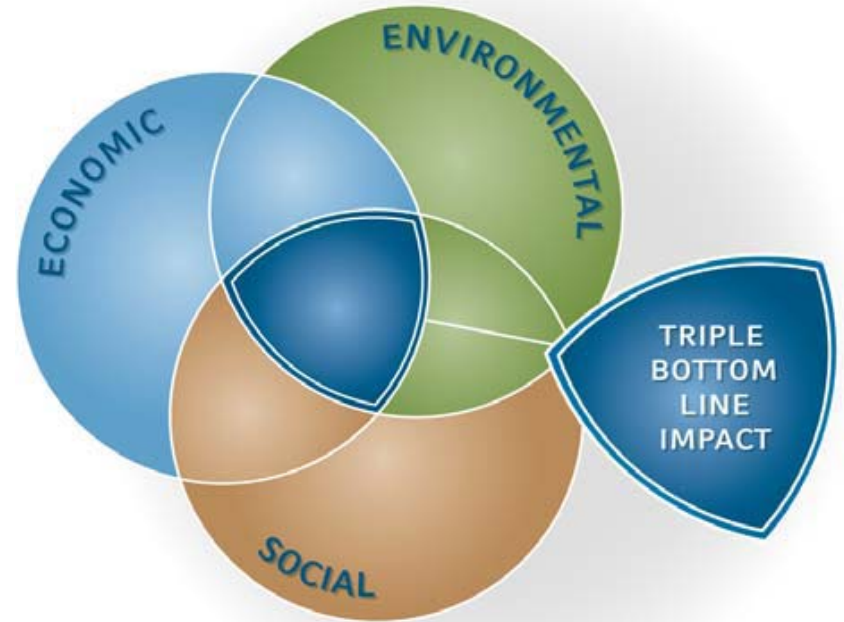 ENVIRONMENTAL
ECONOMIC
TRIPLE
BOTTOM
LINE
IMPACT
SOCIAL